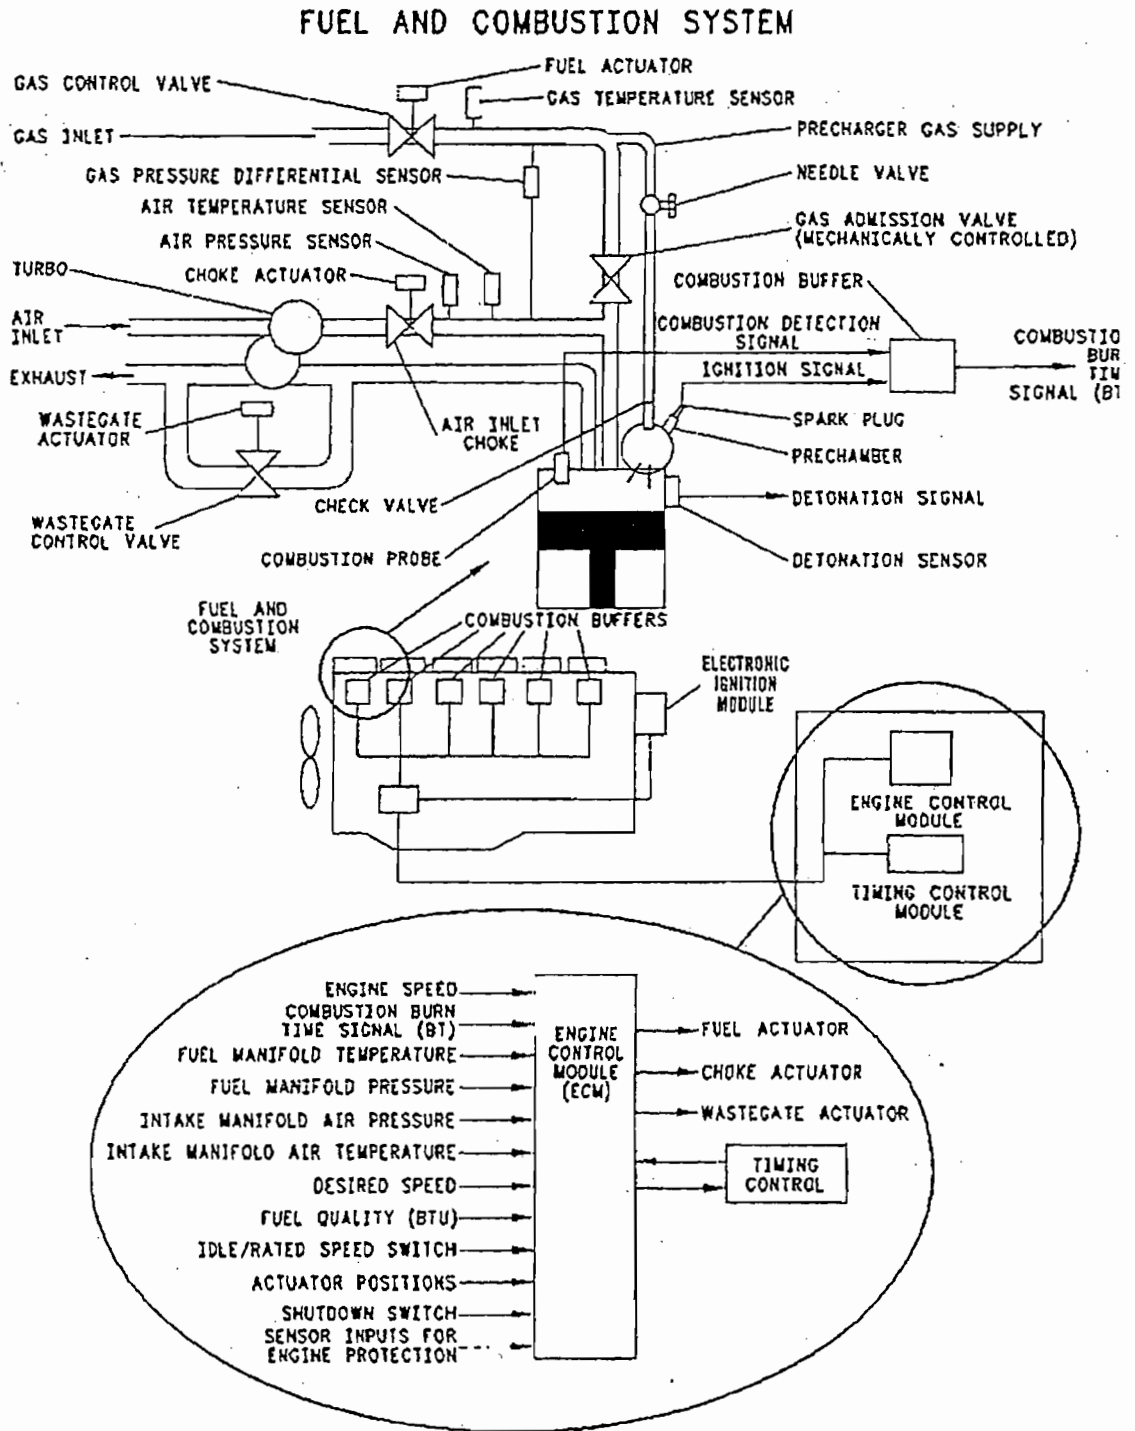 FUEL AND COMBUSTION SYSTEM
GAS CONTROL VALVE
FUEL ACTUATOR
GAS TEMPERATURE SENSOR
GAS INLET
PRECHARGER GAS SUPPLY
GAS PRESSURE DIFFERENTIAL SENSOR
NEEDLE VALVE
AIR TEMPERATURE SENSOR
GAS ADMISSION VALVE
(MECHANICALLY CONTROLLED)
AIR PRESSURE SENSOR
TURBO
CHOKE ACTUATOR
COMBUSTION BUFFER
AIR
INLET
COMBUSTION DETECTION
SIGNAL
COMBUSTIO
BUR
TIM
SIGNAL (BT
EXHAUST
IGNITION SIGNAL
WASTEGATE
ACTUATOR
AIR INLET
CHOKE
SPARK PLUG
PRECHAMBER
CHECK VALVE
DETONATION SIGNAL
WASTEGATE
CONTROL VALVE
COMBUSTION PROBE
DETONATION SENSOR
FUEL AND
COMBUSTION
SYSTEM
COMBUSTION BUFFERS
ELECTRONIC
IGNITION
MODULE
ENGINE CONTROL
MODULE
TIMING CONTROL
MODULE
ENGINE SPEED
COMBUSTION BURN
TIME SIGNAL (BT)
FUEL MANIFOLD TEMPERATURE
FUEL MANIFOLD PRESSURE
INTAKE MANIFOLD AIR PRESSURE
INTAKE MANIFOLD AIR TEMPERATURE
DESIRED SPEED
FUEL QUALITY (BTU)
IDLE/RATED SPEED SWITCH
ACTUATOR POSITIONS
SHUTDOWN SWITCH
SENSOR INPUTS FOR
ENGINE PROTECTION
ENGINE
CONTROL
MODULE
(ECM)
FUEL ACTUATOR
CHOKE ACTUATOR
WASTEGATE ACTUATOR
TIMING
CONTROL